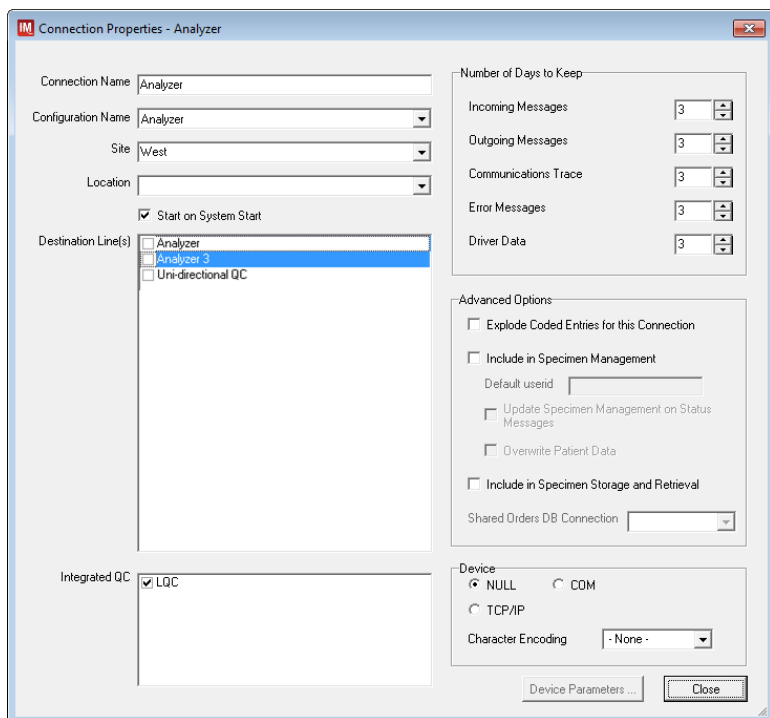 IM Connection Properties - Analyzer
Connection Name Analyzer
Configuration Name Analyzer
Site West
Location
Start on System Start
Destination Line(s) Analyzer
Analyzer 3
Uni-directional QC
Integrated QC LQC
Number of Days to Keep
Incoming Messages 3
Outgoing Messages 3
Communications Trace 3
Error Messages 3
Driver Data 3
Advanced Options
Explode Coded Entries for this Connection
Include in Specimen Management
Default userid
Update Specimen Management on Status
Messages
Overwrite Patient Data
Include in Specimen Storage and Retrieval
Shared Orders DB Connection
Device
NULL COM
TCP/IP
Character Encoding - None -
Device Parameters ... Close